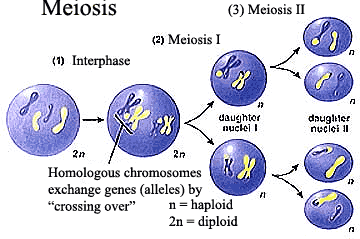 Meiosis
(3) Meiosis II
(2) Meiosis I
(1) Interphase
n
n
n
2n
2n
daughter
nuclei I
daughter
nuclei II
n
n
n
Homologous chromosomes
exchange genes (alleles) by
“crossing over”
n = haploid
2n = diploid